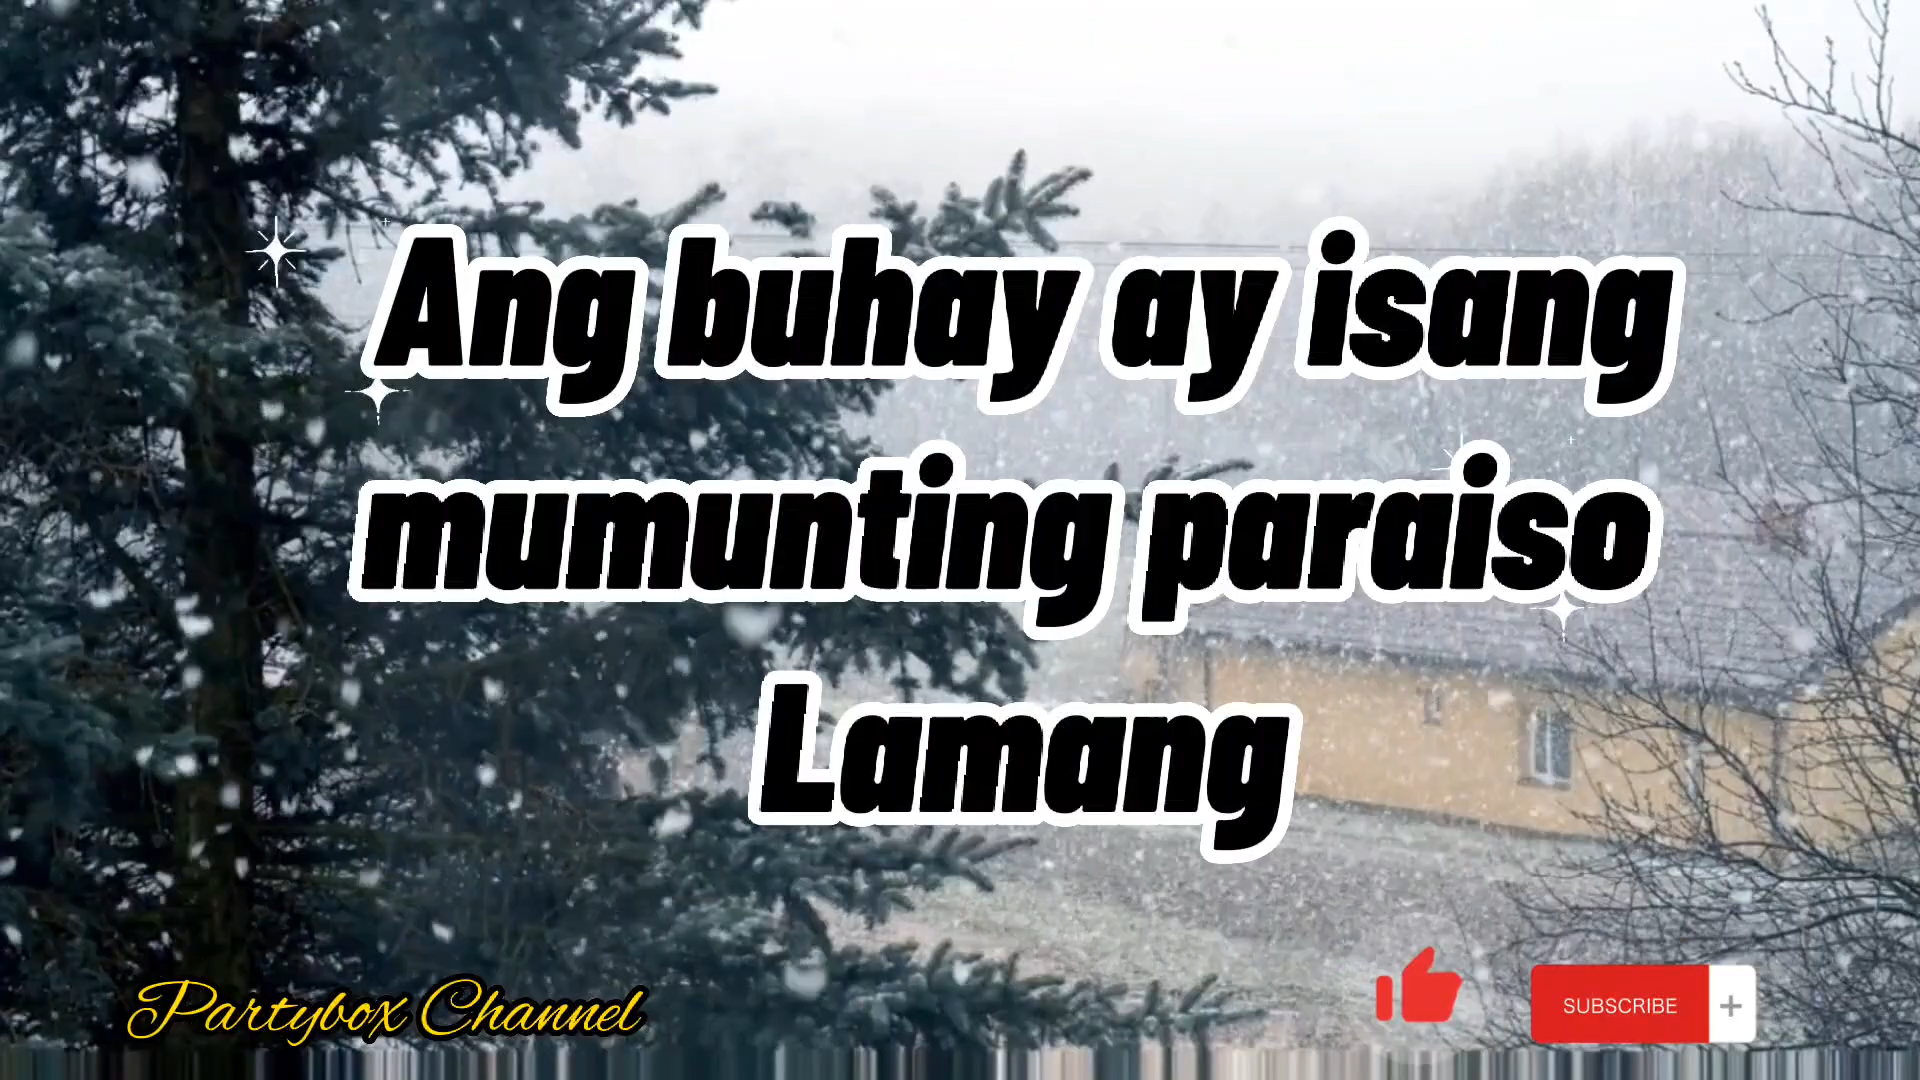 Ang buhay ay isang
mumunting paraiso
Lamang
Partybox Channel
SUBSCRIBE